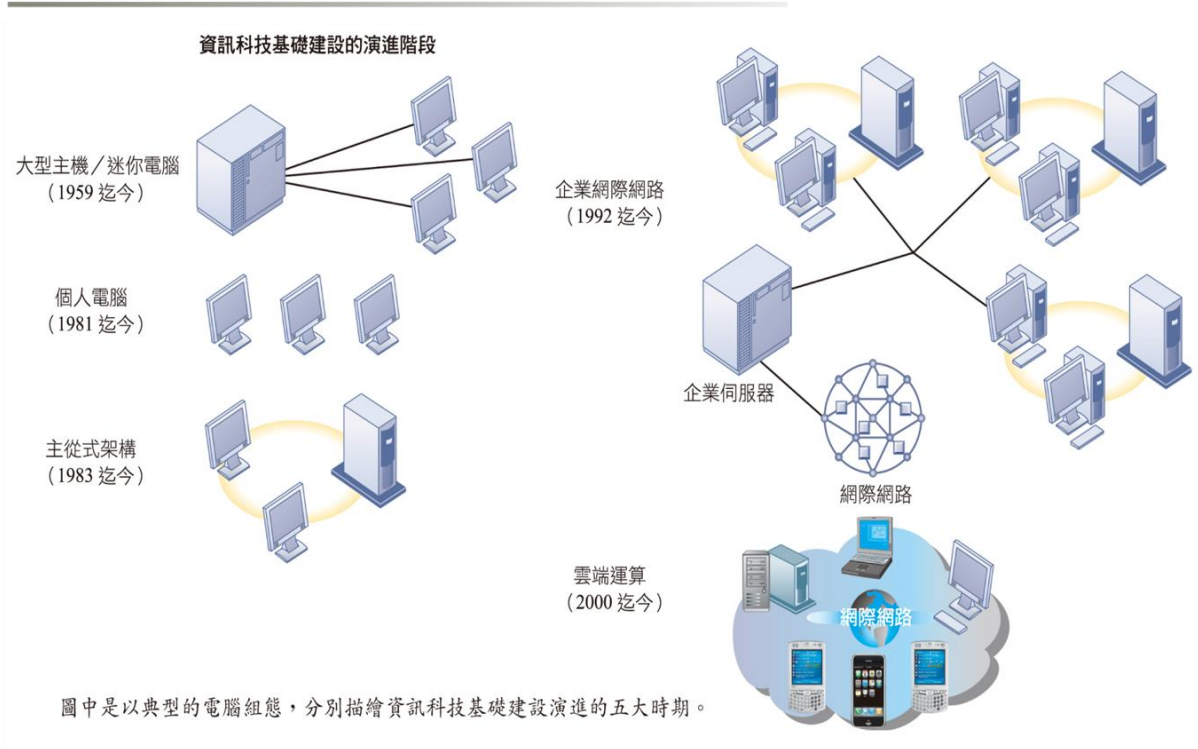 資訊科技基礎建設的演進階段
大型主機／迷你電腦
（1959 迄今）
個人電腦
（1981 迄今）
主從式架構
（1983 迄今）
企業網際網路
（1992 迄今）
企業伺服器
網際網路
雲端運算
（2000 迄今）
網際網路
圖中是以典型的電腦組態，分別描繪資訊科技基礎建設演進的五大時期。